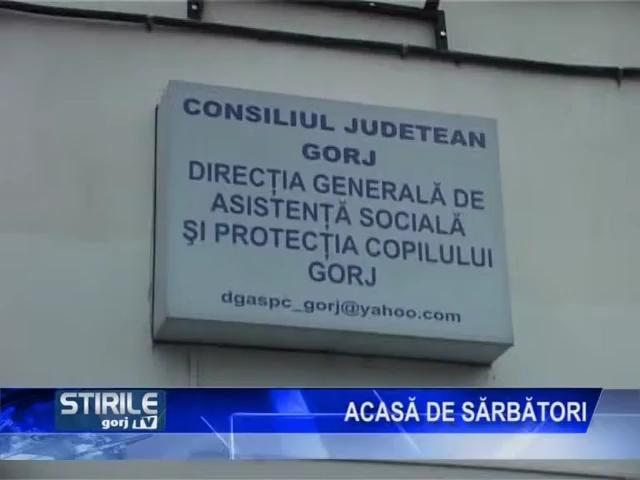 CONSILIUL JUDETEAN
GORJ
DIRECȚIA GENERALĂ DE
ASISTENȚĂ SOCIALĂ
ŞI PROTECȚIA COPILULUI
GORJ
dgaspc_gorj@yahoo.com
STIRILE
gorj TV
ACASĂ DE SĂRBĂTORI